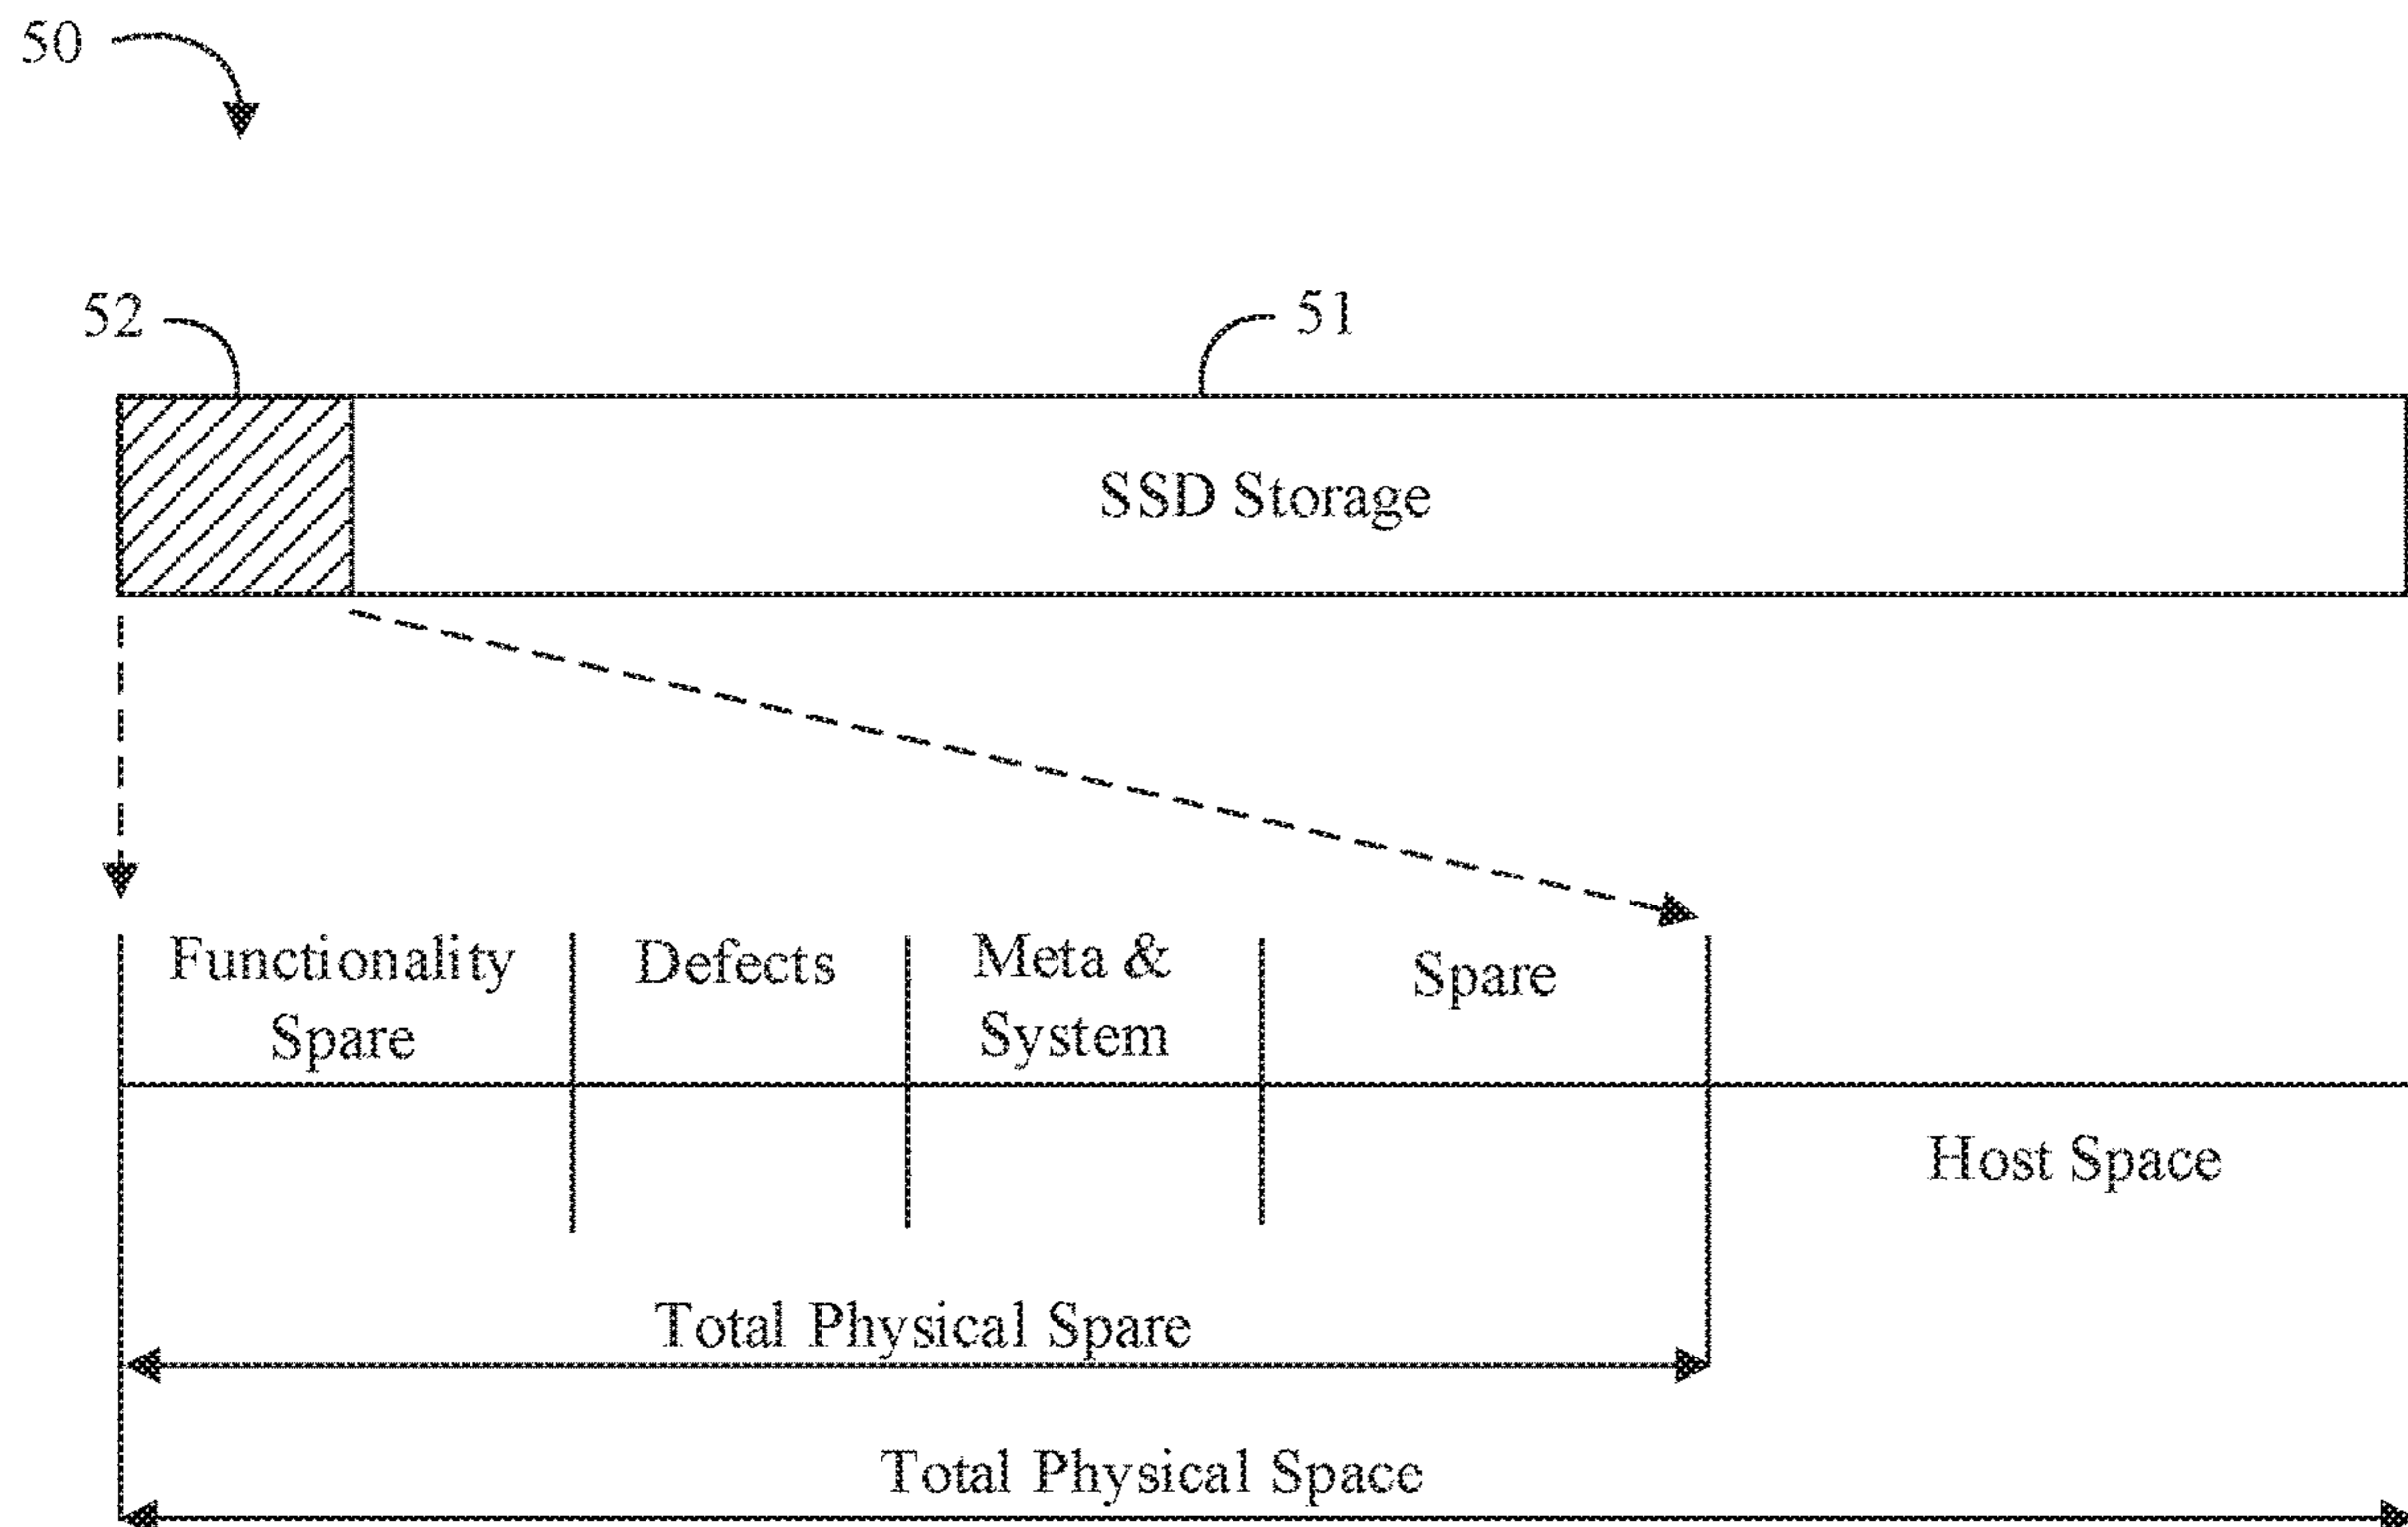 50
52
51
SSD Storage
Functionality
Spare
Defects
Meta &
System
Spare
Host Space
Total Physical Spare
Total Physical Space